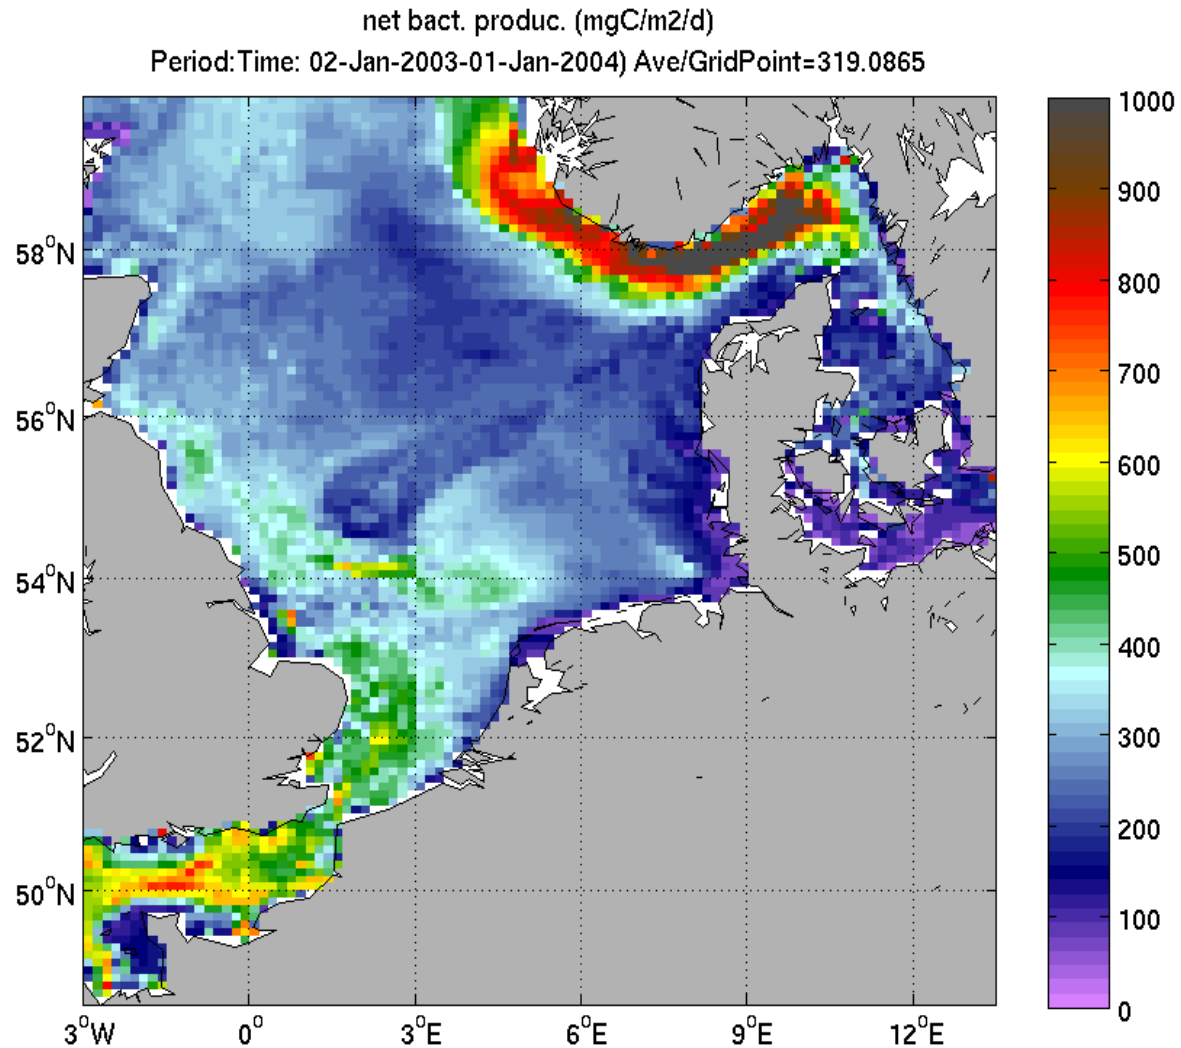 net bact. produc. (mgC/m2/d)
Period:Time: 02-Jan-2003-01-Jan-2004) Ave/GridPoint=319.0865
1000
900
58°N
800
700
56°N
600
500
54°N
400
52°N
300
200
50°N
100
0
3°W 0° 3°E 6°E 9°E 12°E